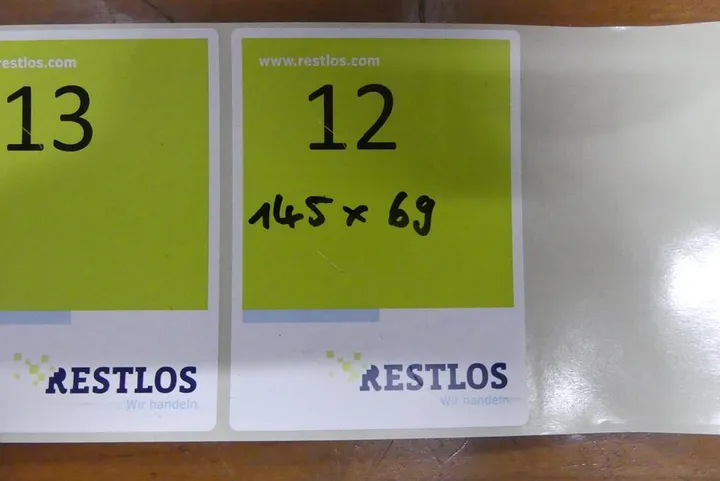 restlos.com
13
RESTLOS
Wir handeln.
www.restlos.com
12
145 x 69
RESTLOS
Wir handeln.